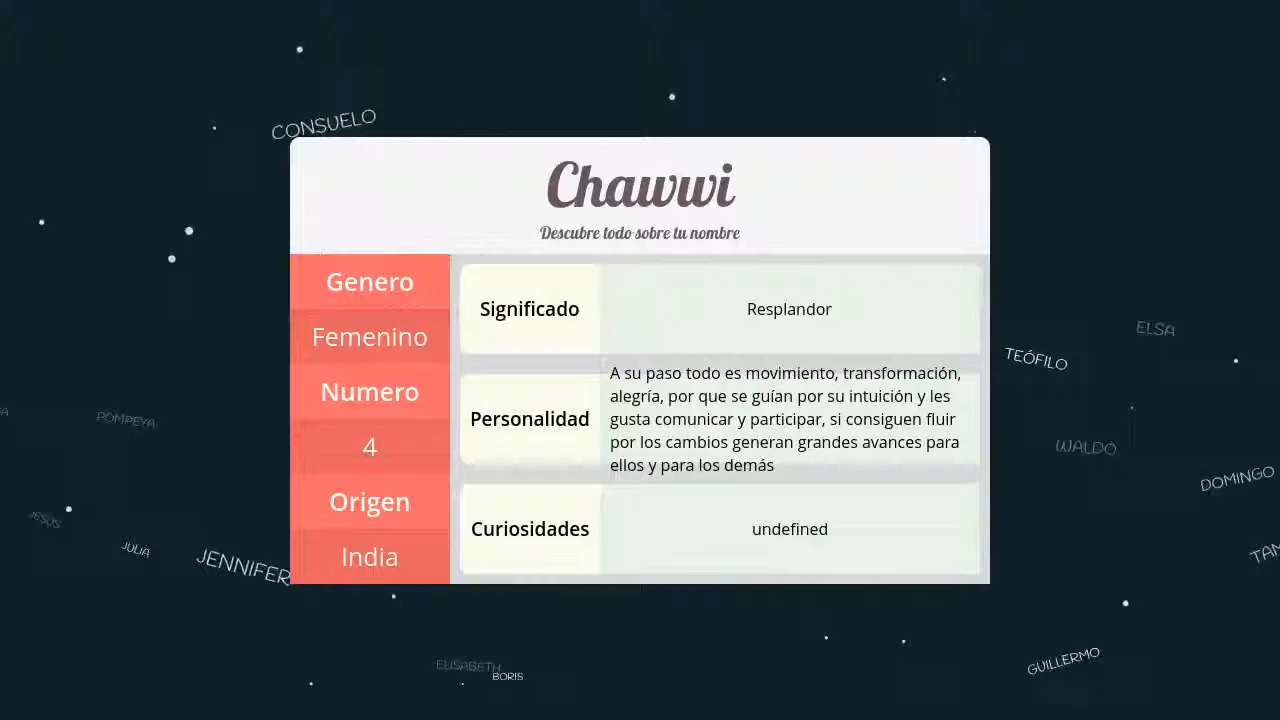 CONSUELO
Chawwi
Descubre todo sobre tu nombre
Genero
Femenino
Numero
4
Origen
India
Significado
Resplandor
Personalidad
A su paso todo es movimiento, transformación,
alegría, por que se guían por su intuición y les
gusta comunicar y participar, si consiguen fluir
por los cambios generan grandes avances para
ellos y para los demás
Curiosidades
undefined
ELSA
TEÓFILO
POMPEYA
WALDO
DOMINGO
JESÚS
JULIA
JENNIFER
GUILLERMO
ELISABETH
BORIS